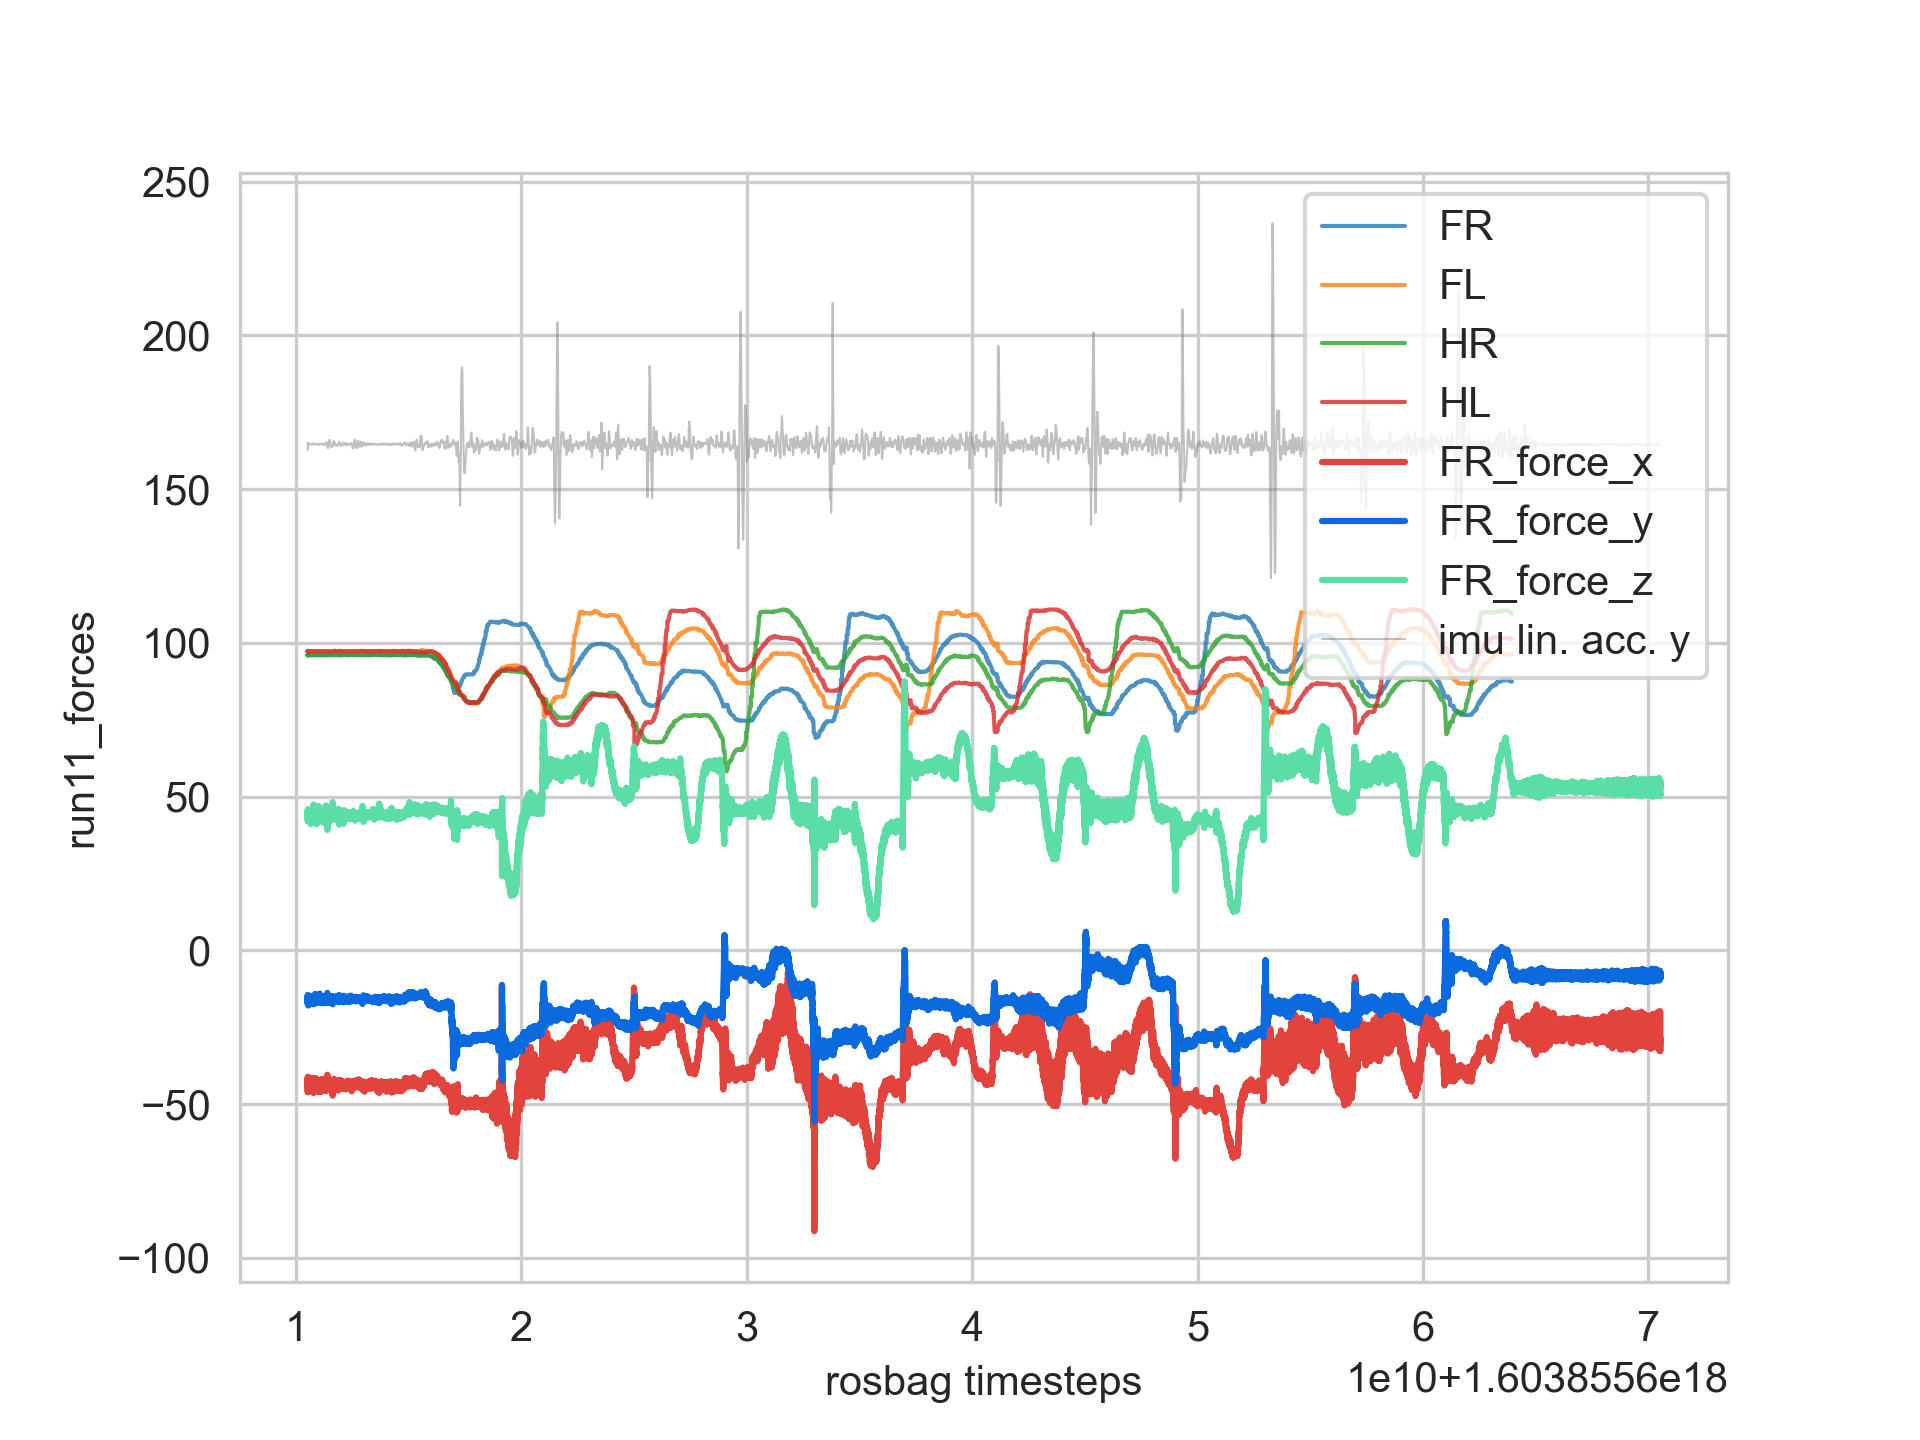 250
200
150
100
50
0
−50
−100
run11_forces
FR
FL
HR
HL
FR_force_x
FR_force_y
FR_force_z
imu lin. acc. y
1 2 3 4 5 6 7
rosbag timesteps
1e10+1.6038556e18